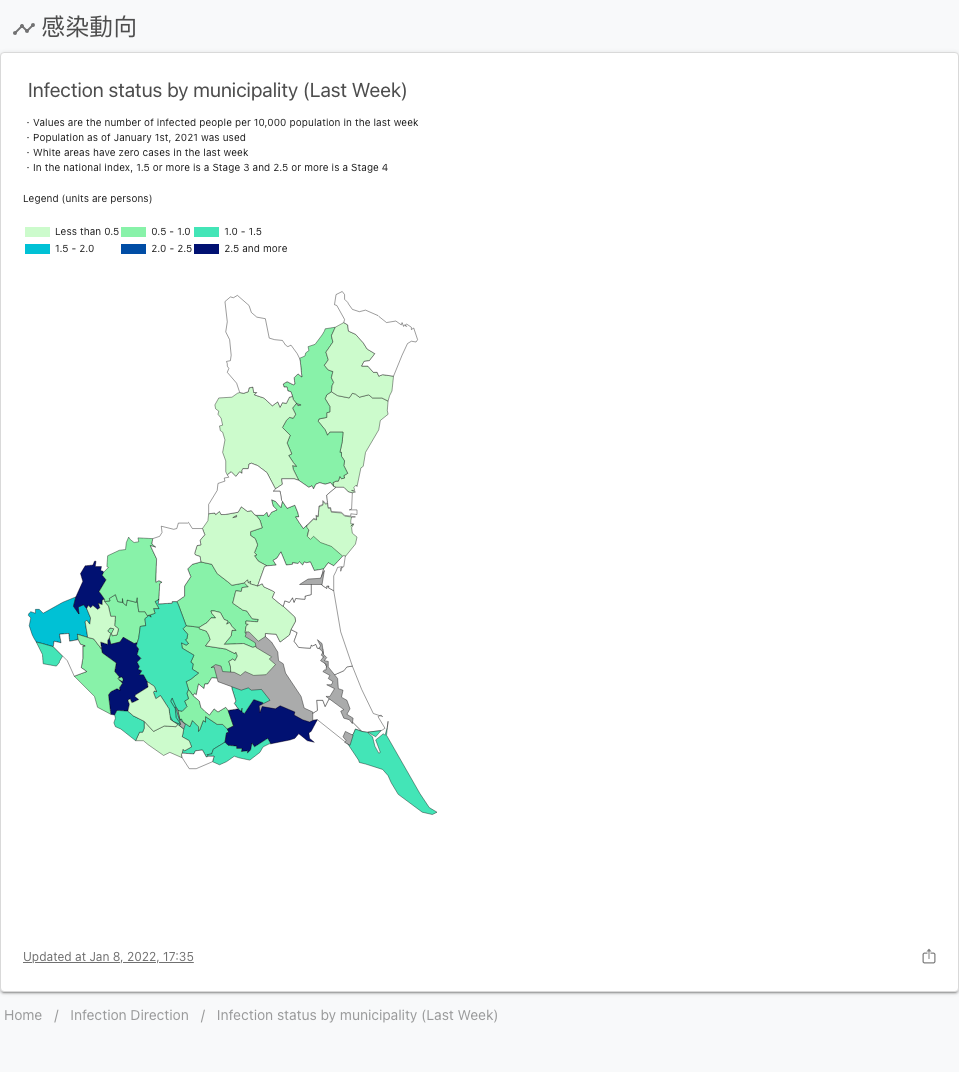 感染動向
Infection status by municipality (Last Week)
・Values are the number of infected people per 10,000 population in the last week
・Population as of January 1st, 2021 was used
・White areas have zero cases in the last week
・In the national index, 1.5 or more is a Stage 3 and 2.5 or more is a Stage 4
Legend (units are persons)
Less than 0.5 0.5 - 1.0 1.0 - 1.5
1.5 - 2.0 2.0 - 2.5 2.5 and more
Updated at Jan 8, 2022, 17:35
Home / Infection Direction / Infection status by municipality (Last Week)